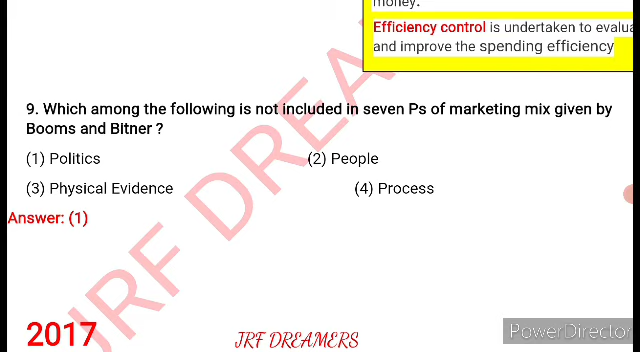 money.
Efficiency control is undertaken to evalua
and improve the spending efficiency
9. Which among the following is not included in seven Ps of marketing mix given by
Booms and Bitner ?
(1) Politics (2) People
(3) Physical Evidence (4) Process
Answer: (1)
JRF DREA
2017 JRF DREAMERS PowerDirector